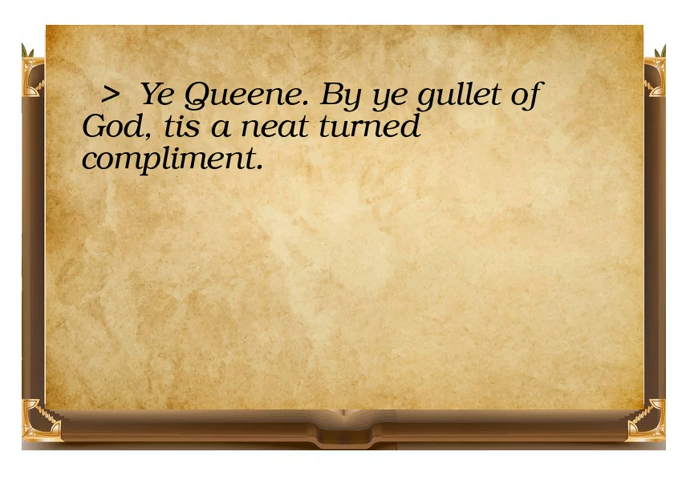 > Ye Queene. By ye gullet of
God, tis a neat turned
compliment.